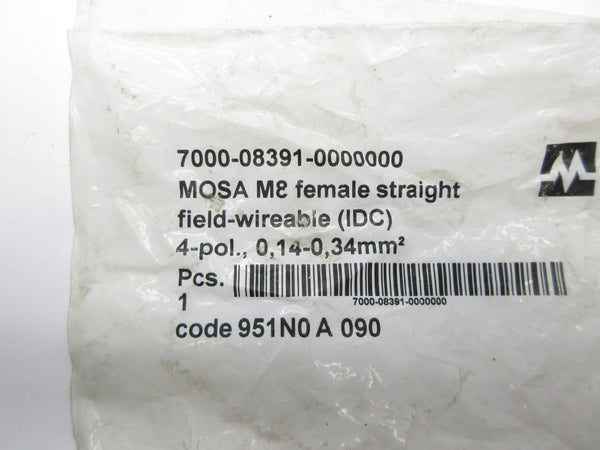 7000-08391-0000000
MOSA M8 female straight
field-wireable (IDC)
4-pol., 0,14-0,34mm²
Pcs.
7000-08391-0000000
1
code 951N0 A 090